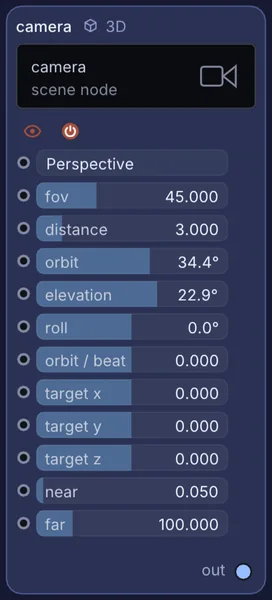 camera 3D
camera
scene node
Perspective
fov 45.000
distance 3.000
orbit 34.4°
elevation 22.9°
roll 0.0°
orbit / beat 0.000
target x 0.000
target y 0.000
target z 0.000
near 0.050
far 100.000
out